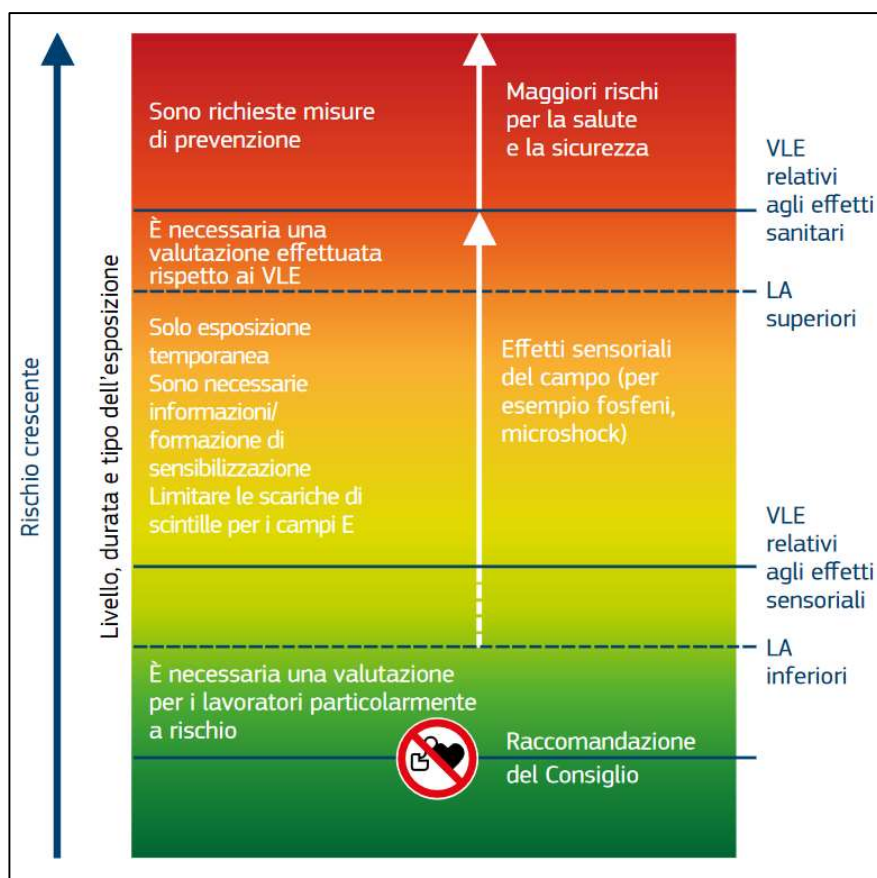 Sono richieste misure
di prevenzione
Maggiori rischi
per la salute
e la sicurezza
VLE
relativi
agli effetti
sanitari
È necessaria una
valutazione effettuata
rispetto ai VLE
LA
superiori
Solo esposizione
temporanea
Sono necessarie
informazioni/
formazione di
sensibilizzazione
Limitare le scariche di
scintille per i campi E
Effetti sensoriali
del campo (per
esempio fosfeni,
microshock)
VLE
relativi
agli effetti
sensoriali
LA
inferiori
È necessaria una valutazione
per i lavoratori particolarmente
a rischio
Raccomandazione
del Consiglio
Rischio crescente
Livello, durata e tipo dell'esposizione